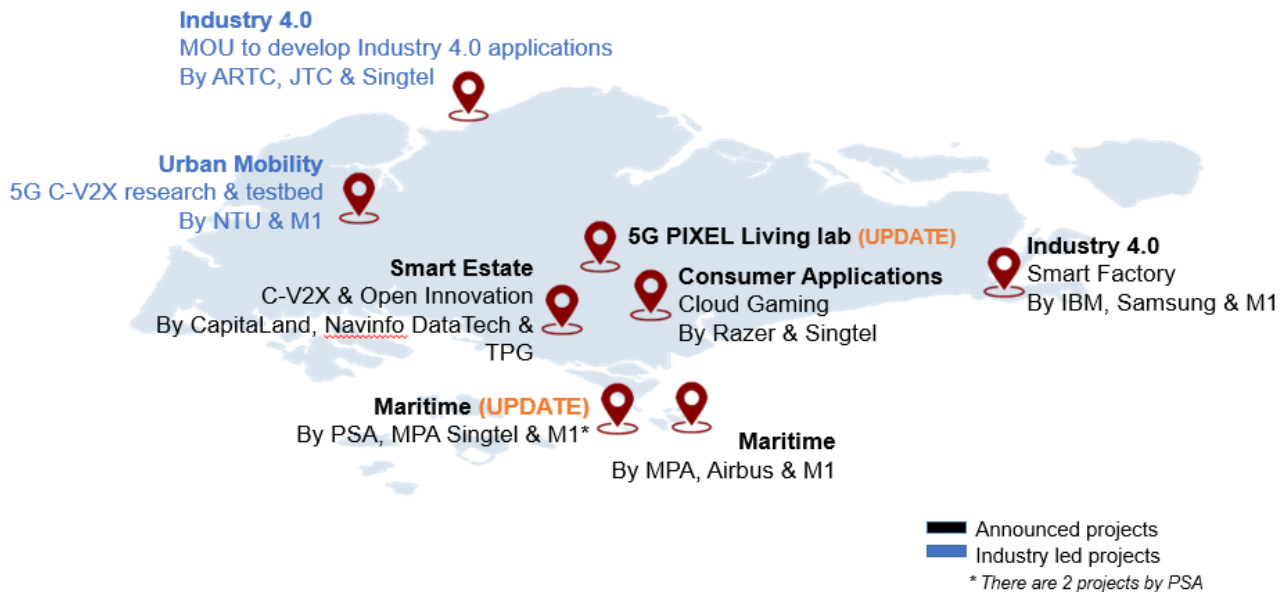 Industry 4.0
MOU to develop Industry 4.0 applications
By ARTC, JTC & Singtel
Urban Mobility
5G C-V2X research & testbed
By NTU & M1
5G PIXEL Living lab (UPDATE)
Smart Estate
C-V2X & Open Innovation
By CapitaLand, Navinfo DataTech &
TPG
Consumer Applications
Cloud Gaming
By Razer & Singtel
Industry 4.0
Smart Factory
By IBM, Samsung & M1
Maritime (UPDATE)
By PSA, MPA Singtel & M1*
Maritime
By MPA, Airbus & M1
Announced projects
Industry led projects
* There are 2 projects by PSA